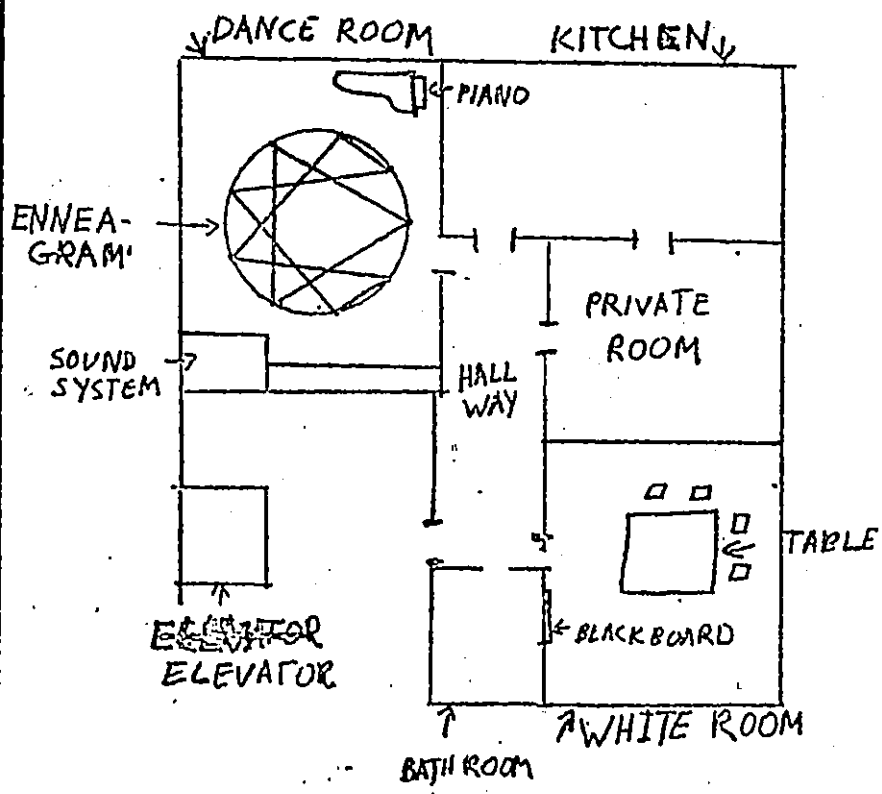 DANCE ROOM
KITCHEN
PIANO
ENNEA-
GRAM
PRIVATE
ROOM
SOUND
SYSTEM
HALL
WAY
TABLE
BLACKBOARD
ELEVATOR
ELEVATOR
WHITE ROOM
BATHROOM